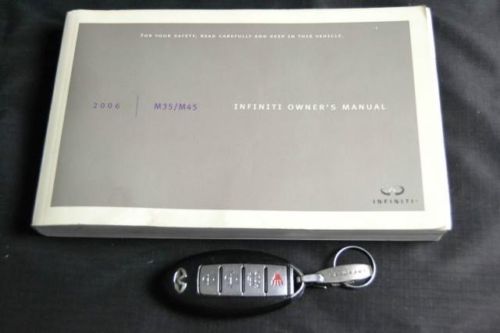 FOR YOUR SAFETY, READ CAREFULLY AND KEEP IN THIS VEHICLE.
2006 | M35/M45 INFINITI OWNER'S MANUAL
INFINITI®